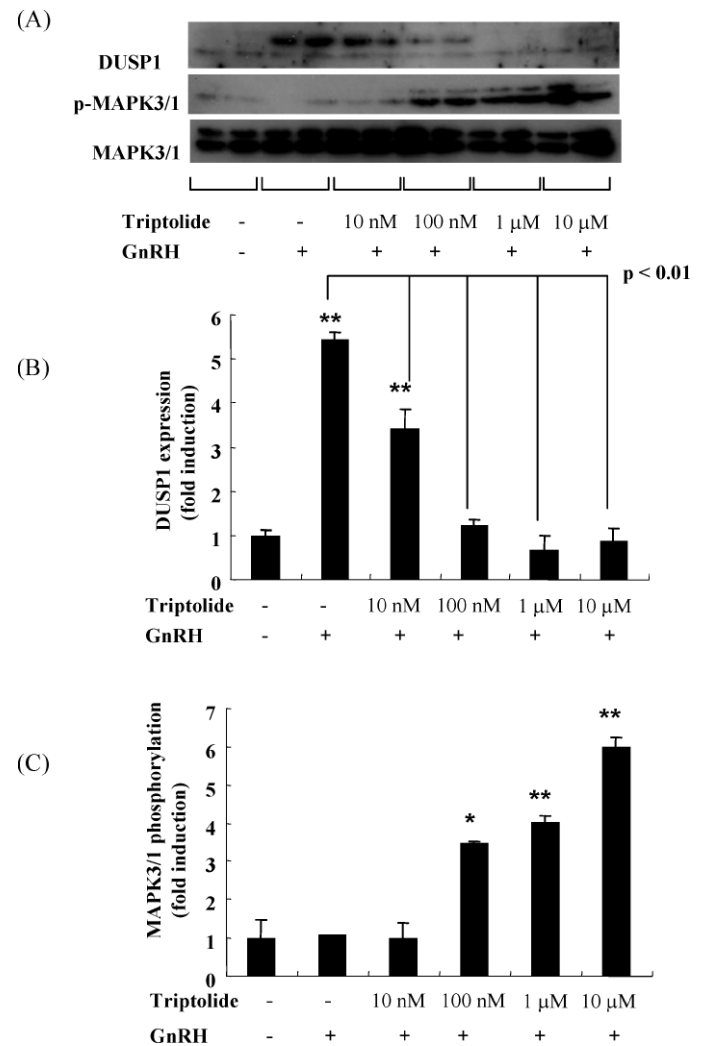 (A)
DUSP1
p-MAPK3/1
MAPK3/1
Triptolide - - 10 nM 100 nM 1 μM 10 μM
GnRH - + + + + +
p < 0.01
(B)
DUSP1 expression
(fold induction)
6
5
4
3
2
1
0
**
**
Triptolide - - 10 nM 100 nM 1 μM 10 μM
GnRH - + + + + +
(C)
MAPK3/1 phosphorylation
(fold induction)
7
6
5
4
3
2
1
0
*
**
**
Triptolide - - 10 nM 100 nM 1 μM 10 μM
GnRH - + + + + +